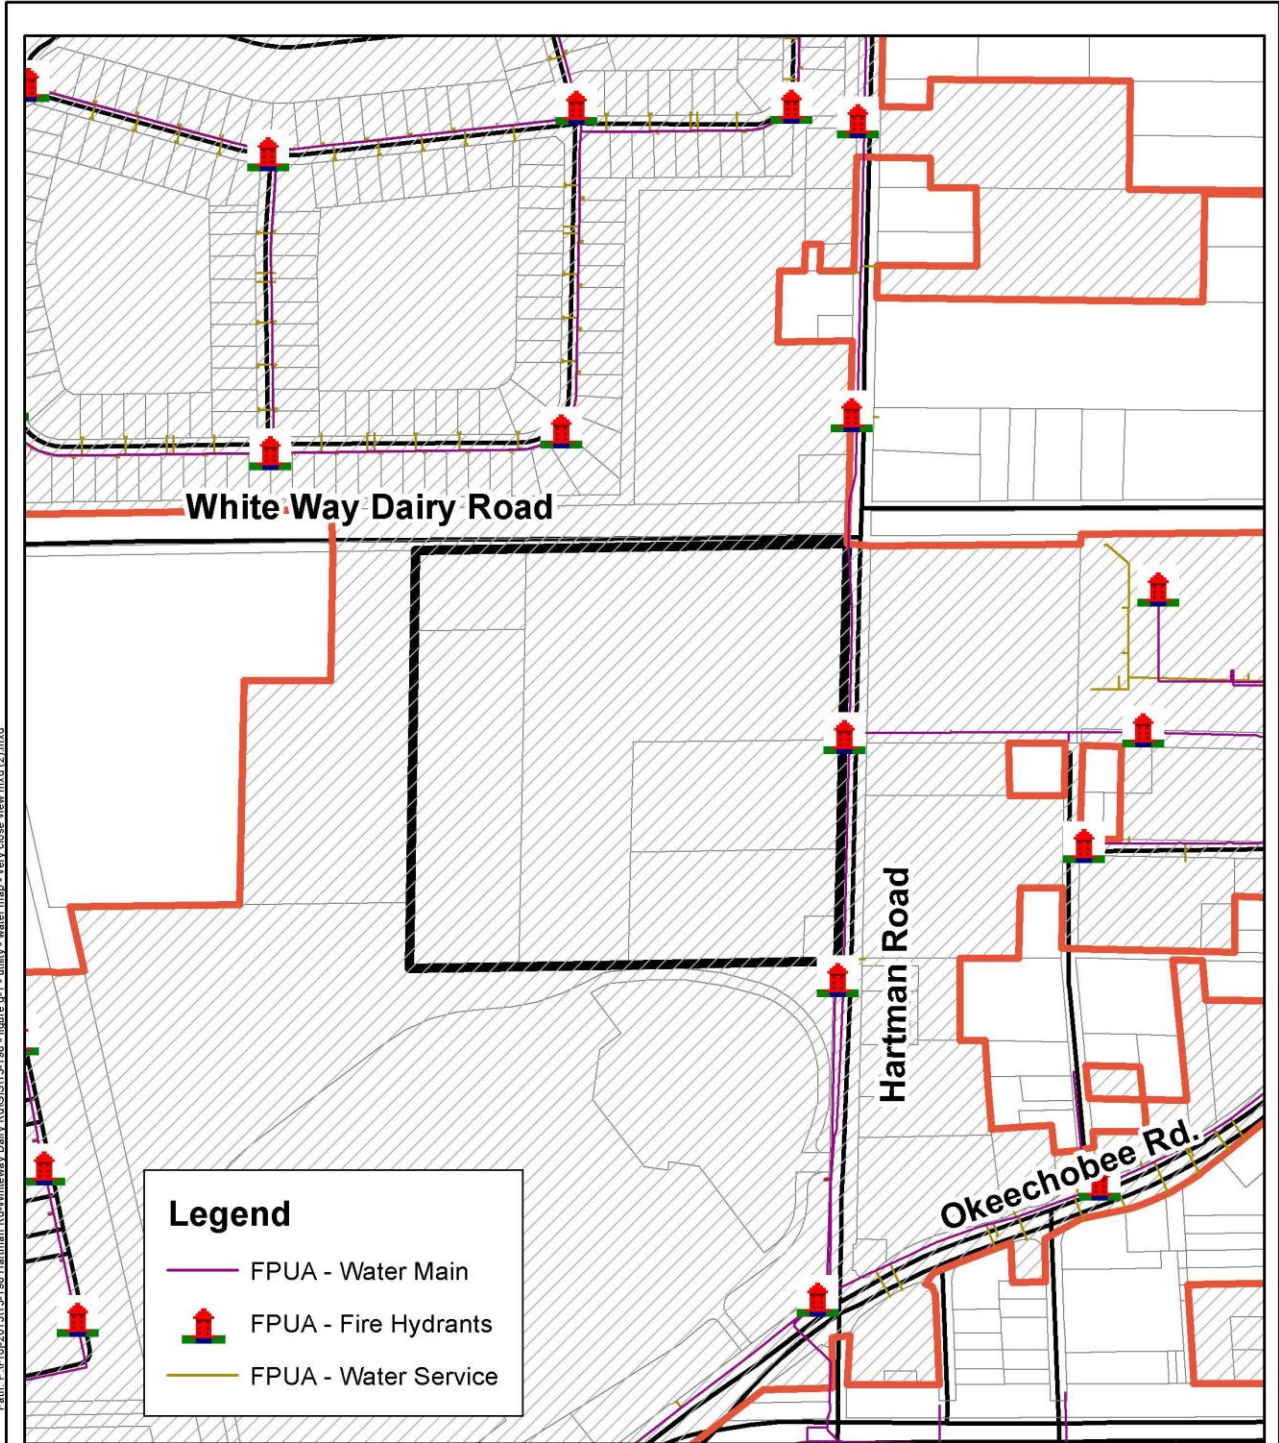 White Way Dairy Road
Hartman Road
Okeechobee Rd.
Legend
FPUA - Water Main
FPUA - Fire Hydrants
FPUA - Water Service